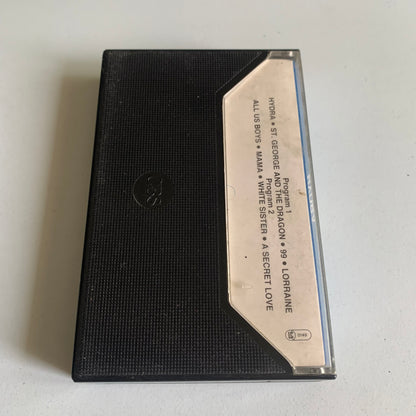 Program 1
HYDRA • ST. GEORGE AND THE DRAGON • 99 • LORRAINE
Program 2
ALL US BOYS • MAMA • WHITE SISTER • A SECRET LOVE
CBS